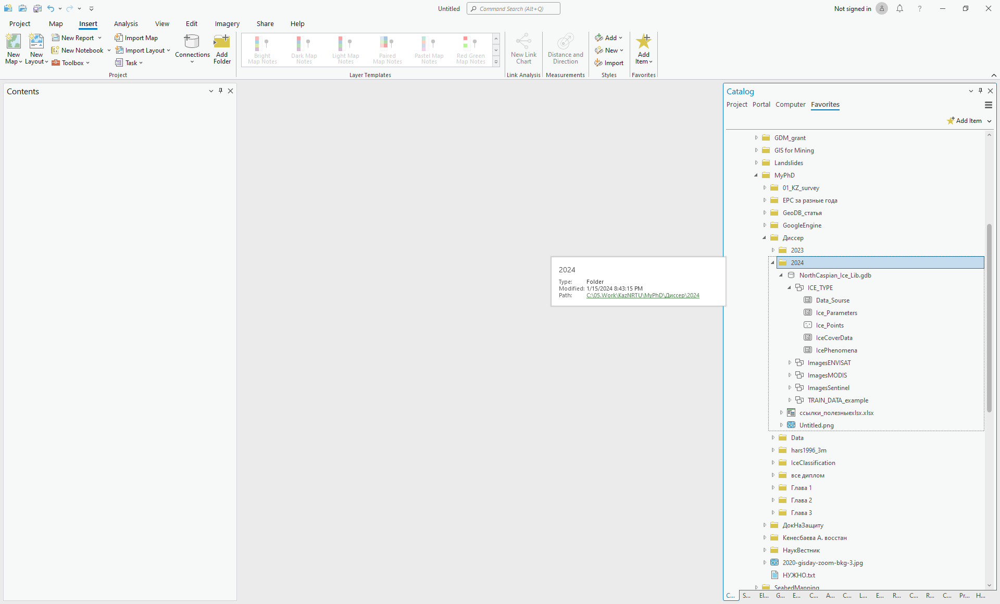 Untitled
Command Search (Alt+Q)
Not signed in
Project Map Insert Analysis View Edit Imagery Share Help
New Map
New Layout
New Report
New Notebook
Toolbox
Import Map
Import Layout
Task
Connections
Add Folder
Project
Bright Map Notes
Dark Map Notes
Light Map Notes
Paired Map Notes
Pastel Map Notes
Red Green Map Notes
Layer Templates
New Link Chart
Link Analysis
Distance and Direction
Measurements
Add
New
Import
Styles
Add Item
Favorites
Contents
2024
Type: Folder
Modified: 1/15/2024 8:43:15 PM
Path: C:\05.Work\KazNRTU\MyPhD\Диссер\2024
Catalog
Project Portal Computer Favorites
Add Item
GDM_grant
GIS for Mining
Landslides
MyPhD
01_KZ_survey
EPC за разные года
GeoDB_статья
GoogleEngine
Диссер
2023
2024
NorthCaspian_Ice_Lib.gdb
ICE_TYPE
Data_Sourse
Ice_Parameters
Ice_Points
IceCoverData
IcePhenomena
ImagesENVISAT
ImagesMODIS
ImagesSentinel
TRAIN_DATA_example
ссылки_полезныеxlsx.xlsx
Untitled.png
Data
hars1996_3m
IceClassification
все диплом
Глава 1
Глава 2
Глава 3
ДокНаЗащиту
Кенесбаева А. восстан
НаукВестник
2020-gisday-zoom-bkg-3.jpg
НУЖНО.txt
SeabedMapping
C... S... El... G... E... C... A... C... L... E... R... C... R... C... Pr... H...